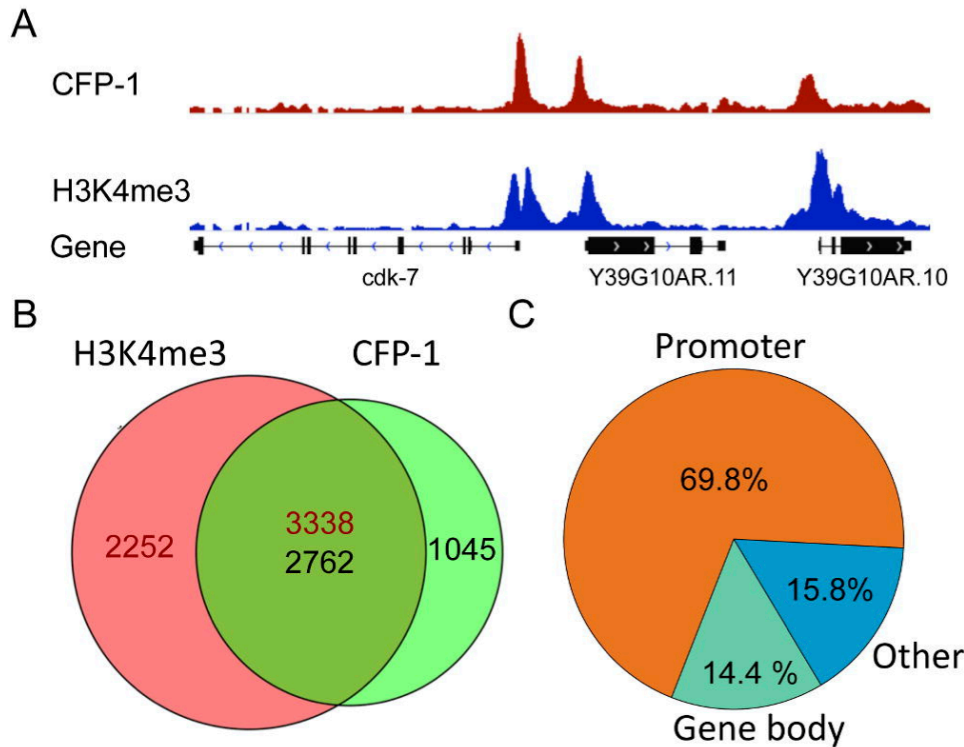 A
CFP-1
H3K4me3
Gene
cdk-7
Y39G10AR.11
Y39G10AR.10
B
H3K4me3
CFP-1
2252
3338
2762
1045
C
Promoter
69.8%
15.8%
Other
14.4 %
Gene body